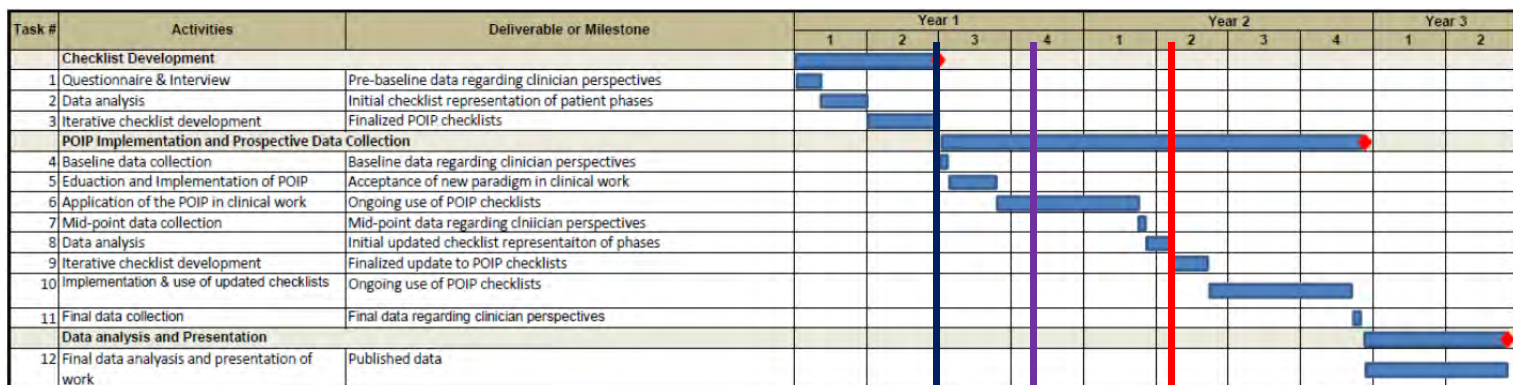 Task # Activities Deliverable or Milestone Year 1 Year 2 Year 3
1 2 3 4 1 2 3 4 1 2
Checklist Development
1 Questionnaire & Interview Pre-baseline data regarding clinician perspectives
2 Data analysis Initial checklist representation of patient phases
3 Iterative checklist development Finalized POIP checklists
POIP Implementation and Prospective Data Collection
4 Baseline data collection Baseline data regarding clinician perspectives
5 Eduaction and Implementation of POIP Acceptance of new paradigm in clinical work
6 Application of the POIP in clinical work Ongoing use of POIP checklists
7 Mid-point data collection Mid-point data regarding cliniician perspectives
8 Data analysis Initial updated checklist representaiton of phases
9 Iterative checklist development Finalized update to POIP checklists
10 Implementation & use of updated checklists Ongoing use of POIP checklists
11 Final data collection Final data regarding clinician perspectives
Data analysis and Presentation
12 Final data analyasis and presentation of Published data
work